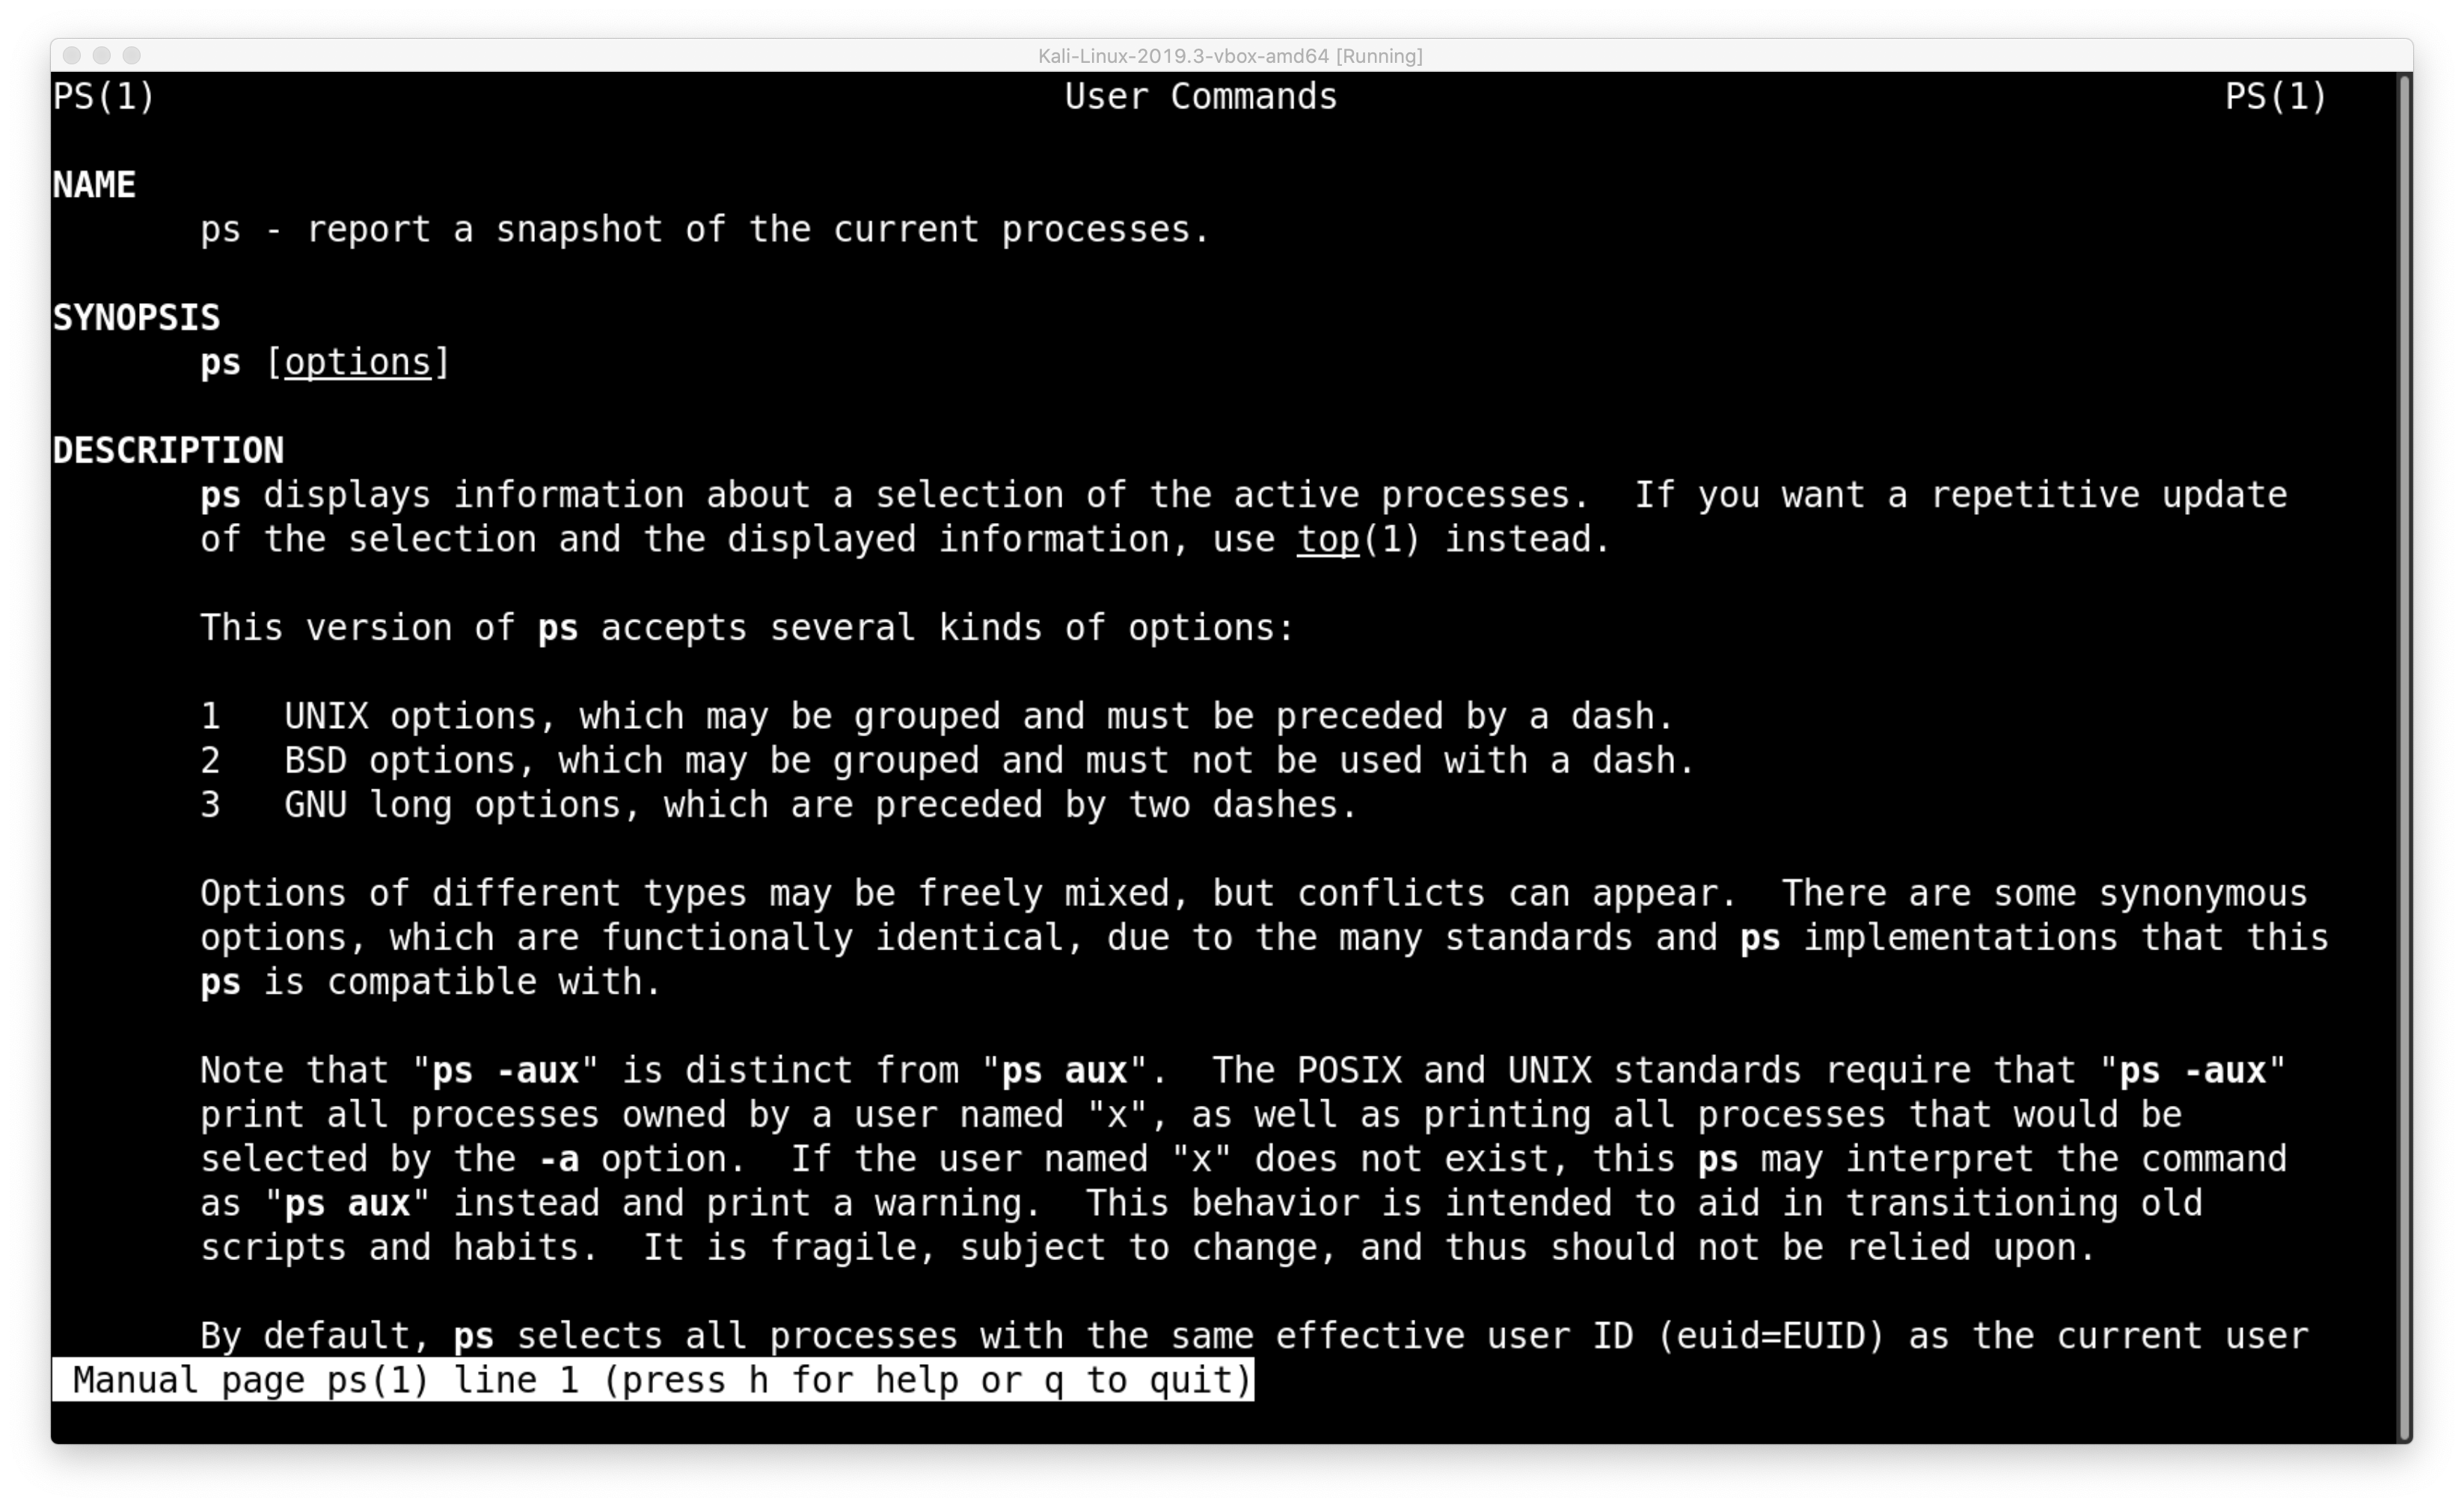 Kali-Linux-2019.3-vbox-amd64 [Running]
PS(1) User Commands PS(1)
NAME
ps - report a snapshot of the current processes.
SYNOPSIS
ps [options]
DESCRIPTION
ps displays information about a selection of the active processes.  If you want a repetitive update
of the selection and the displayed information, use top(1) instead.
This version of ps accepts several kinds of options:
1   UNIX options, which may be grouped and must be preceded by a dash.
2   BSD options, which may be grouped and must not be used with a dash.
3   GNU long options, which are preceded by two dashes.
Options of different types may be freely mixed, but conflicts can appear.  There are some synonymous
options, which are functionally identical, due to the many standards and ps implementations that this
ps is compatible with.
Note that "ps -aux" is distinct from "ps aux".  The POSIX and UNIX standards require that "ps -aux"
print all processes owned by a user named "x", as well as printing all processes that would be
selected by the -a option.  If the user named "x" does not exist, this ps may interpret the command
as "ps aux" instead and print a warning.  This behavior is intended to aid in transitioning old
scripts and habits.  It is fragile, subject to change, and thus should not be relied upon.
By default, ps selects all processes with the same effective user ID (euid=EUID) as the current user
Manual page ps(1) line 1 (press h for help or q to quit)